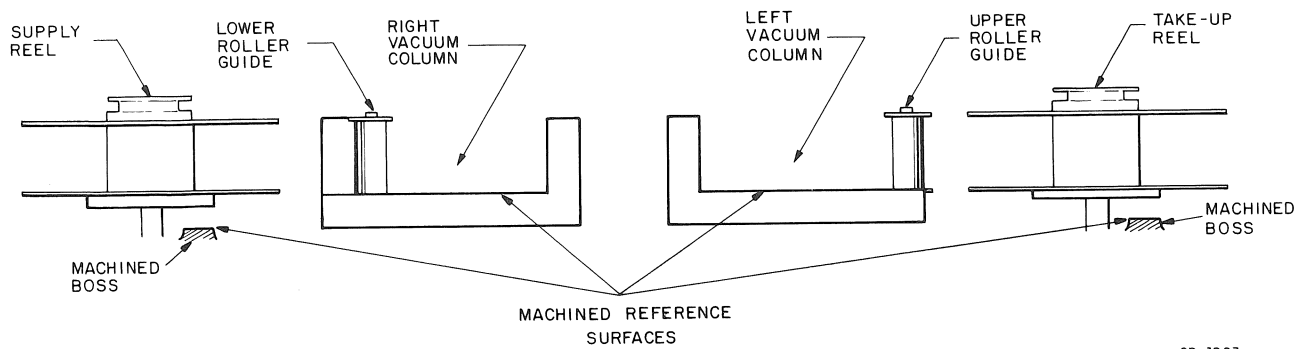 SUPPLY
REEL
LOWER
ROLLER
GUIDE
RIGHT
VACUUM
COLUMN
LEFT
VACUUM
COLUMN
UPPER
ROLLER
GUIDE
TAKE-UP
REEL
MACHINED
BOSS
MACHINED
BOSS
MACHINED REFERENCE
SURFACES